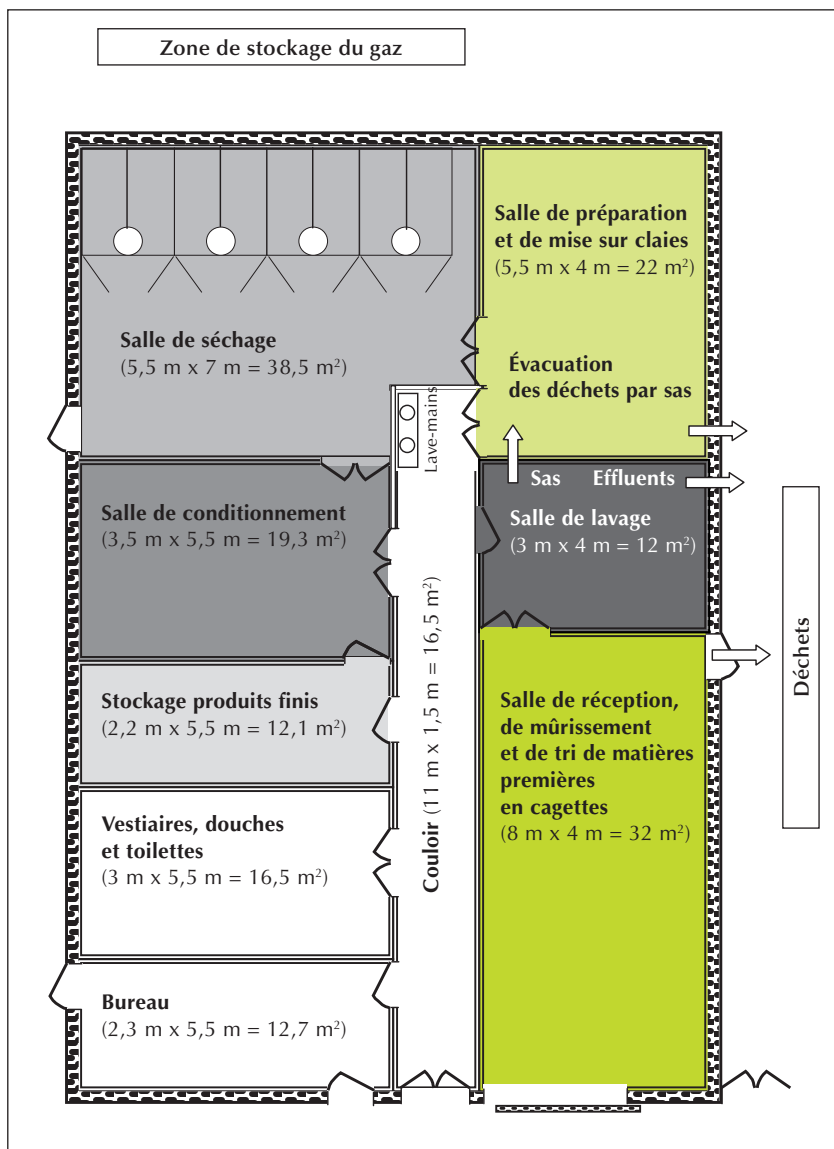 Zone de stockage du gaz
Salle de préparation
et de mise sur claies
(5,5 m x 4 m = 22 m²)
Salle de séchage
(5,5 m x 7 m = 38,5 m²)
Évacuation
des déchets par sas
Lave-mains
Sas
Effluents
Salle de conditionnement
(3,5 m x 5,5 m = 19,3 m²)
Salle de lavage
(3 m x 4 m = 12 m²)
Stockage produits finis
(2,2 m x 5,5 m = 12,1 m²)
Couloir (11 m x 1,5 m = 16,5 m²)
Salle de réception,
de mûrissement
et de tri de matières
premières
en cagettes
(8 m x 4 m = 32 m²)
Déchets
Vestiaires, douches
et toilettes
(3 m x 5,5 m = 16,5 m²)
Bureau
(2,3 m x 5,5 m = 12,7 m²)